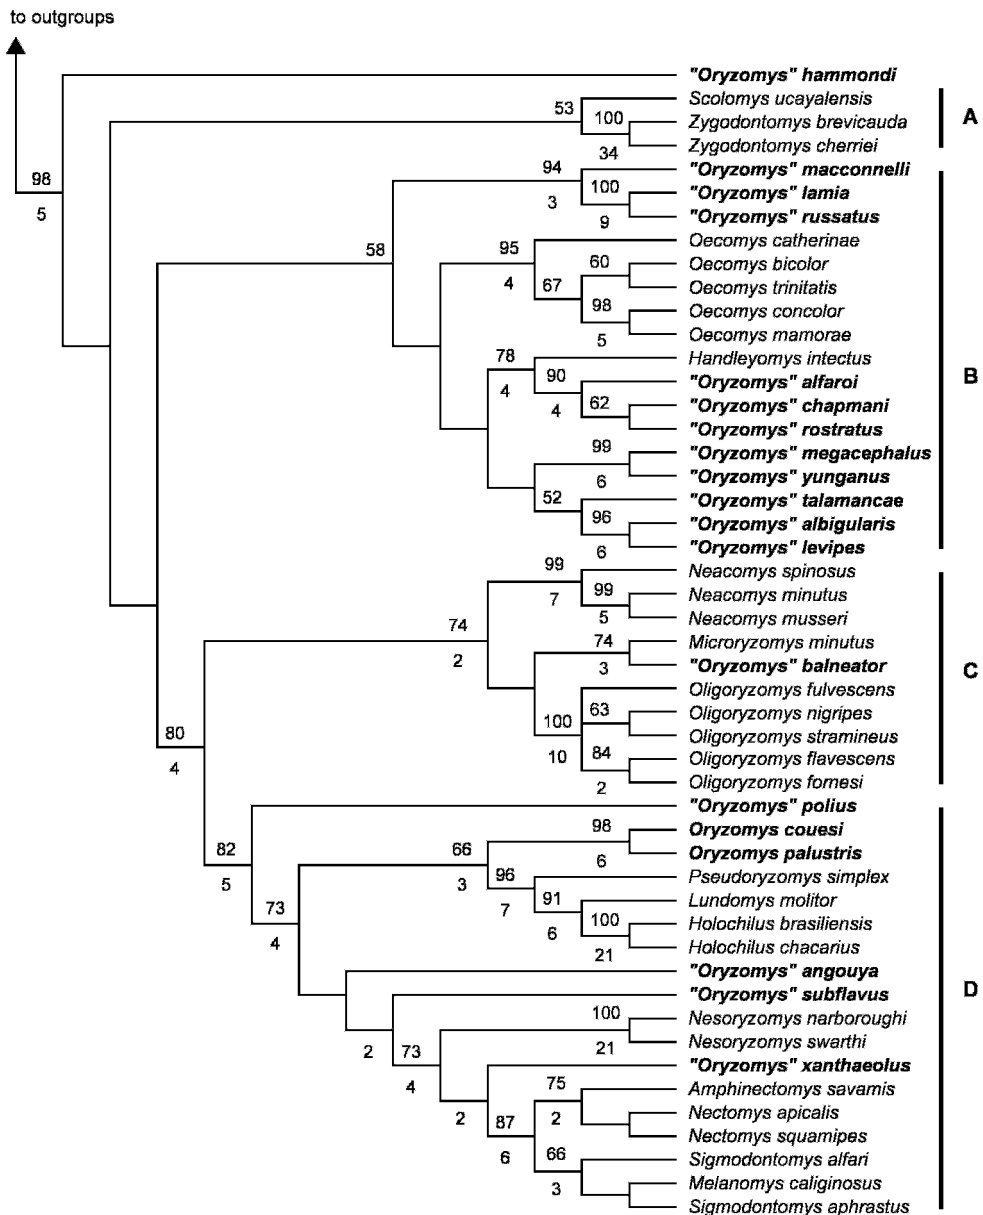 to outgroups
"Oryzomys" hammondi
Scolomys ucayalensis
53
100
A
Zygodontomys brevicauda
Zygodontomys cherriei
34
"Oryzomys" macconnelli
94
98
100
"Oryzomys" lamia
3
5
"Oryzomys" russatus
9
Oecomys catherinae
58
95
Oecomys bicolor
60
4
67
Oecomys trinitatis
98
Oecomys concolor
Oecomys mamorae
5
78
Handleyomys intectus
90
B
4
"Oryzomys" alfaroi
4
62
"Oryzomys" chapmani
"Oryzomys" rostratus
99
"Oryzomys" megacephalus
6
"Oryzomys" yunganus
52
"Oryzomys" talamancae
96
"Oryzomys" albigularis
6
"Oryzomys" levipes
99
Neacomys spinosus
7
99
Neacomys minutus
5
Neacomys musseri
74
74
Microryzomys minutus
2
3
"Oryzomys" balneator
C
Oligoryzomys fulvescens
100
63
Oligoryzomys nigripes
80
Oligoryzomys stramineus
10
84
Oligoryzomys flavescens
4
2
Oligoryzomys fornesi
"Oryzomys" polius
98
Oryzomys couesi
82
66
6
Oryzomys palustris
5
3
96
Pseudoryzomys simplex
73
7
91
Lundomys molitor
4
6
100
Holochilus brasiliensis
21
Holochilus chacarius
"Oryzomys" angouya
D
"Oryzomys" subflavus
100
Nesoryzomys narboroughi
2
73
21
Nesoryzomys swarthi
4
"Oryzomys" xanthaeolus
75
Amphinectomys savamis
2
87
2
Nectomys apicalis
6
Nectomys squamipes
66
Sigmodontomys alfari
3
Melanomys caliginosus
Sigmodontomys aphrastus